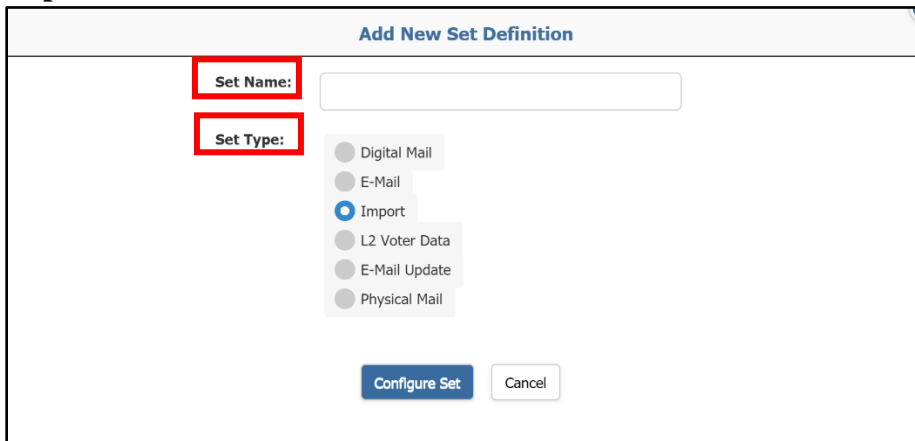 Add New Set Definition
Set Name:
Set Type:
Digital Mail
E-Mail
Import
L2 Voter Data
E-Mail Update
Physical Mail
Configure Set Cancel